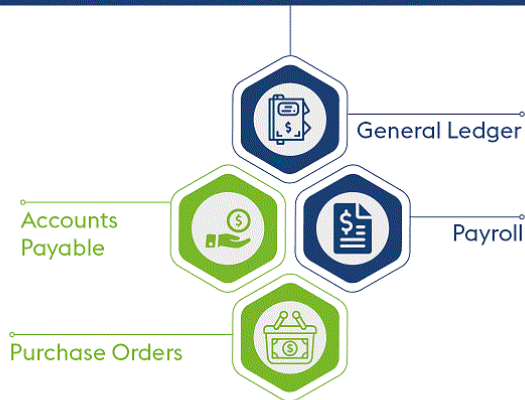 General Ledger
Accounts
Payable
Payroll
Purchase Orders